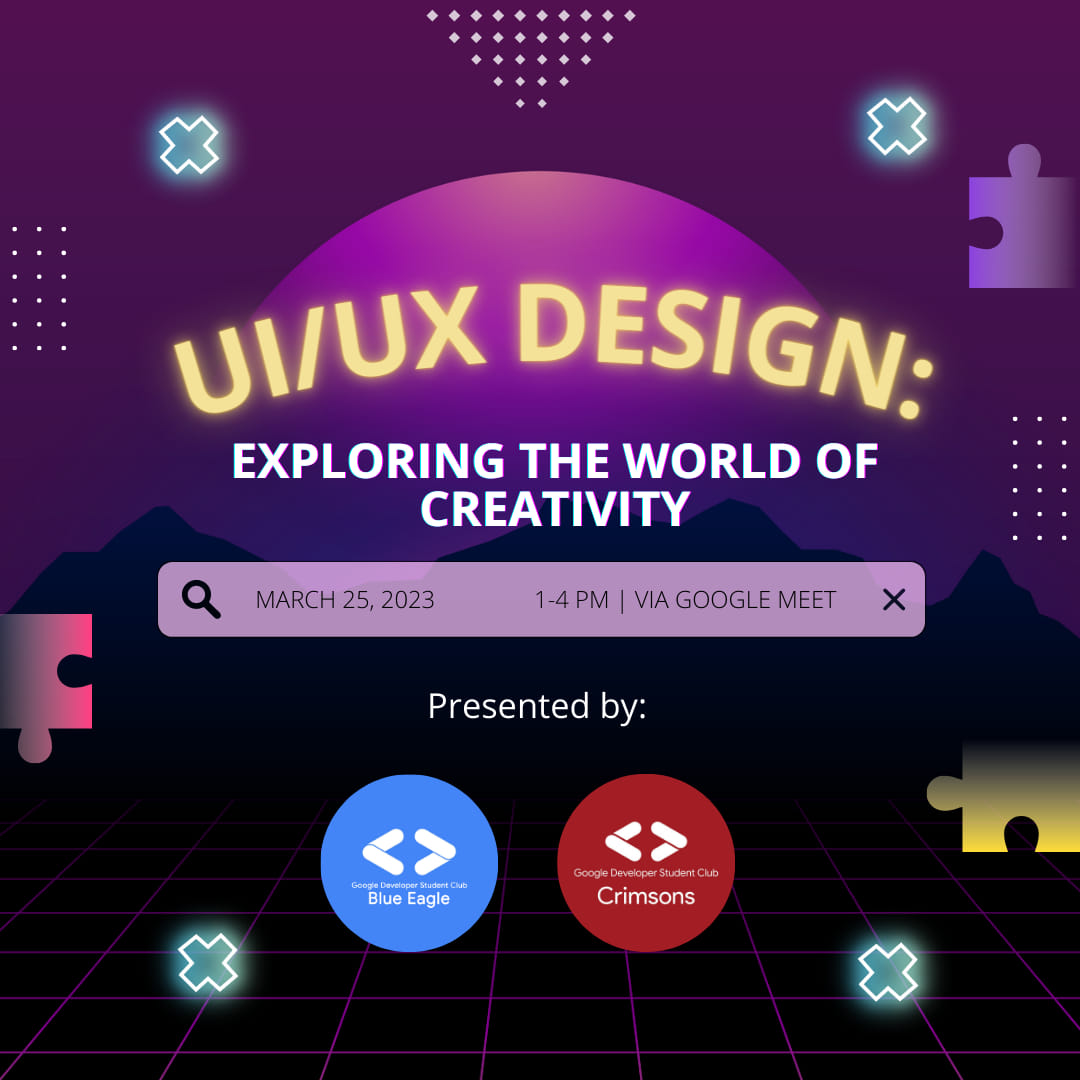 UI/UX DESIGN:
EXPLORING THE WORLD OF
CREATIVITY
MARCH 25, 2023 1-4 PM | VIA GOOGLE MEET
Presented by:
Google Developer Student Club
Blue Eagle
Google Developer Student Club
Crimsons